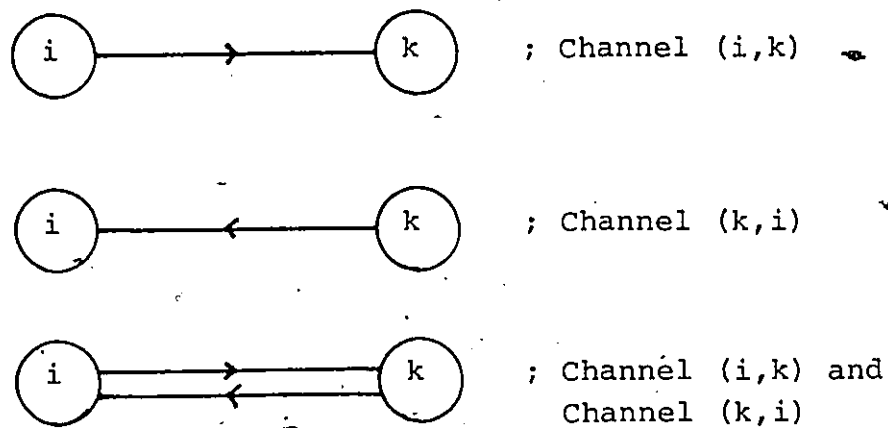 i k ; Channel (i,k)
i k ; Channel (k,i)
i k ; Channel (i,k) and
Channel (k,i)